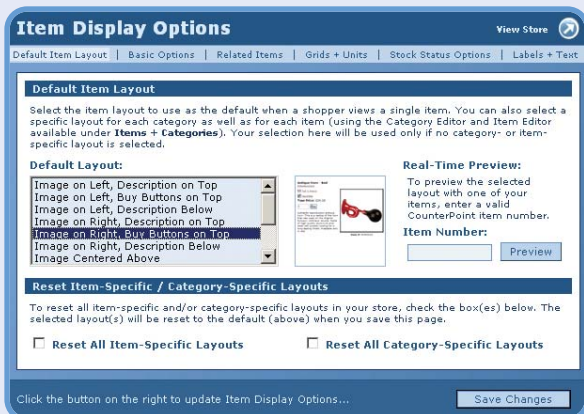 Item Display Options
View Store
Default Item Layout | Basic Options | Related Items | Grids + Units | Stock Status Options | Labels + Text
Default Item Layout
Select the item layout to use as the default when a shopper views a single item. You can also select a
specific layout for each category as well as for each item (using the Category Editor and Item Editor
available under Items + Categories). Your selection here will be used only if no category- or item-
specific layout is selected.
Default Layout:
Image on Left, Description on Top
Image on Left, Buy Buttons on Top
Image on Left, Description Below
Image on Right, Description on Top
Image on Right, Buy Buttons on Top
Image on Right, Description Below
Image Centered Above
Real-Time Preview:
To preview the selected
layout with one of your
items, enter a valid
CounterPoint item number.
Item Number:
Preview
Reset Item-Specific / Category-Specific Layouts
To reset all item-specific and/or category-specific layouts in your store, check the box(es) below. The
selected layout(s) will be reset to the default (above) when you save this page.
Reset All Item-Specific Layouts
Reset All Category-Specific Layouts
Click the button on the right to update Item Display Options...
Save Changes